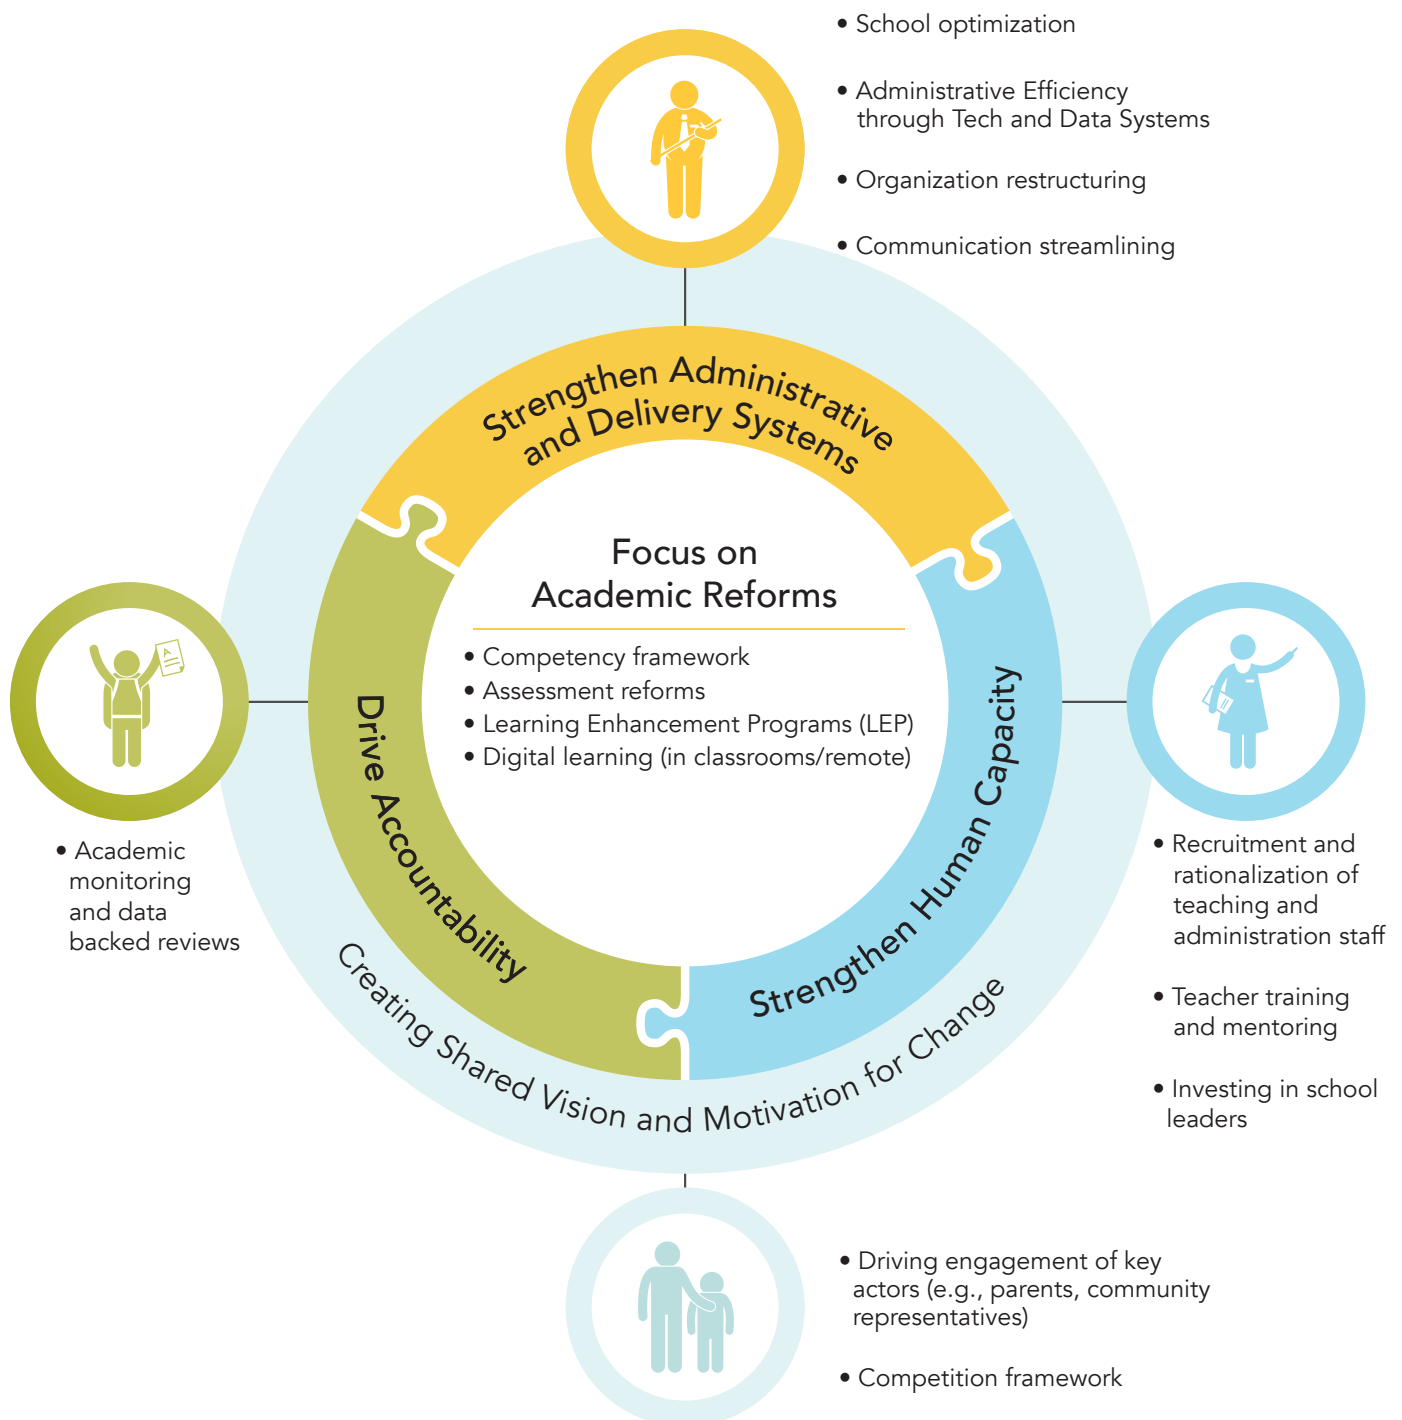 • School optimization
• Administrative Efficiency
through Tech and Data Systems
• Organization restructuring
• Communication streamlining
Strengthen Administrative
and Delivery Systems
Focus on
Academic Reforms
• Competency framework
• Assessment reforms
• Learning Enhancement Programs (LEP)
• Digital learning (in classrooms/remote)
Drive Accountability
Strengthen Human Capacity
• Academic
monitoring
and data
backed reviews
• Recruitment and
rationalization of
teaching and
administration staff
• Teacher training
and mentoring
• Investing in school
leaders
Creating Shared Vision and Motivation for Change
• Driving engagement of key
actors (e.g., parents, community
representatives)
• Competition framework